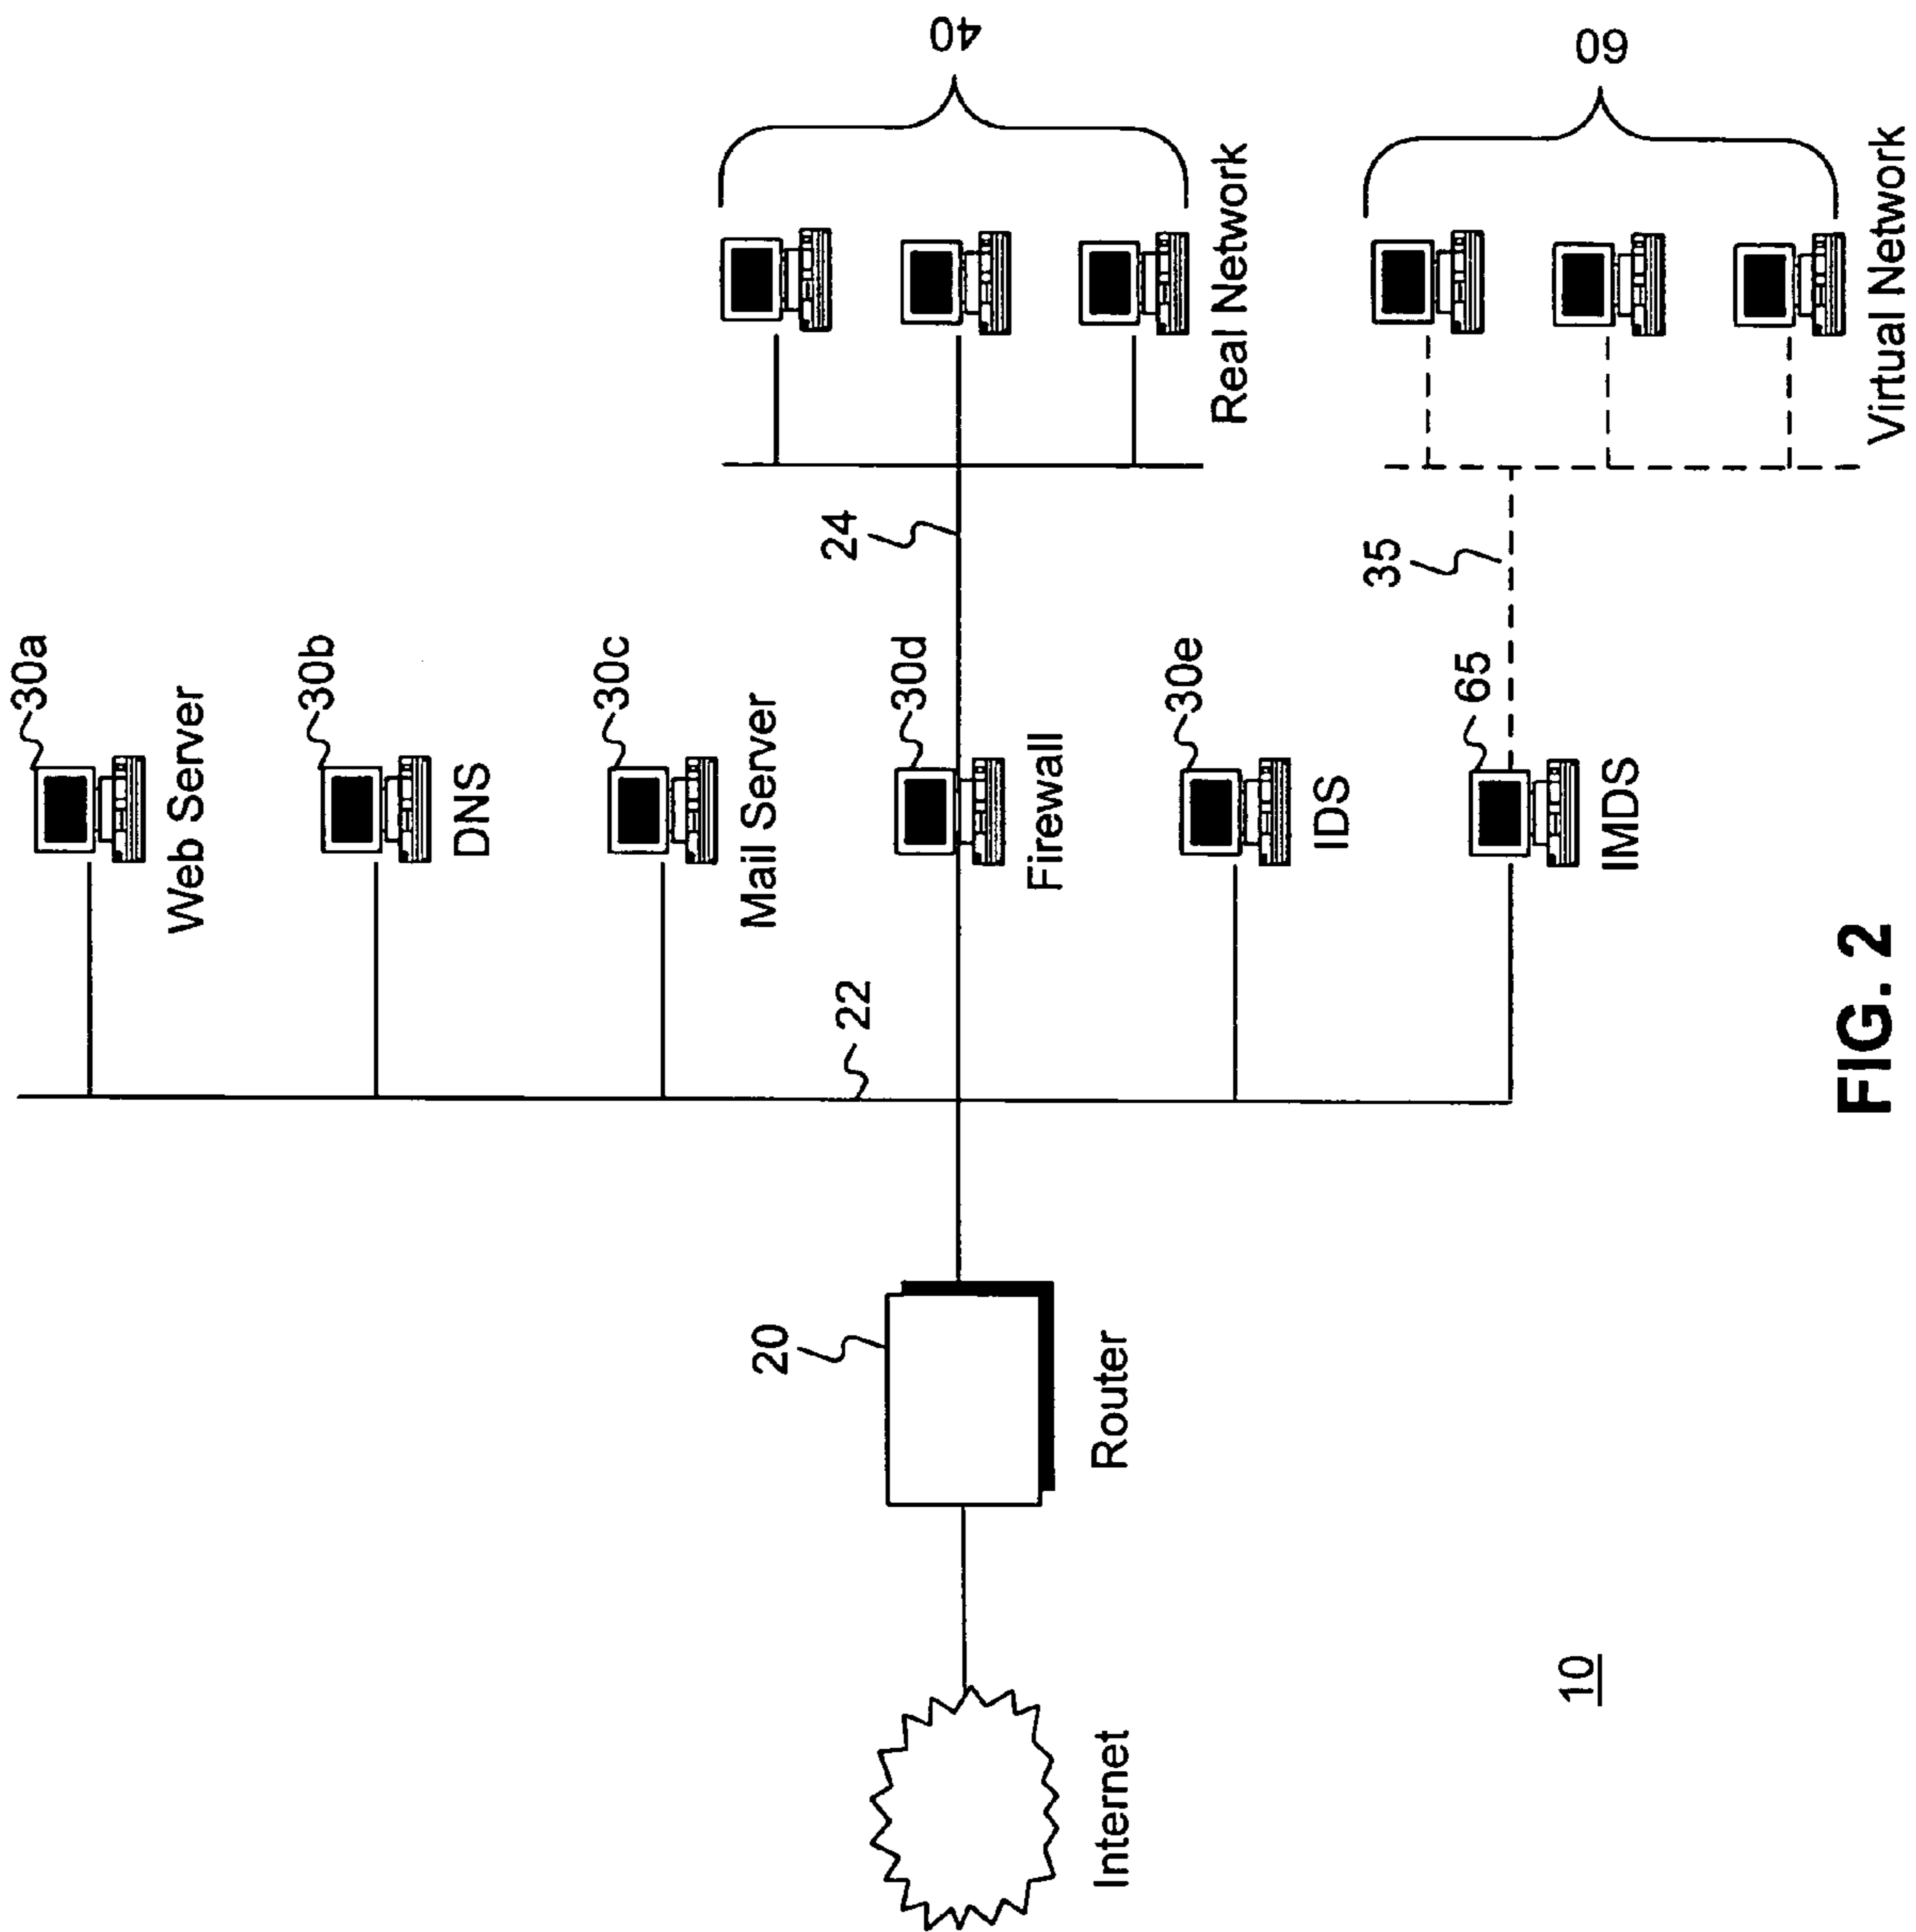 30a
Web Server
30b
DNS
30c
Mail Server
22
30d
Firewall
24
40
Real Network
20
Router
Internet
30e
IDS
65
IMDS
35
60
Virtual Network
10
FIG. 2